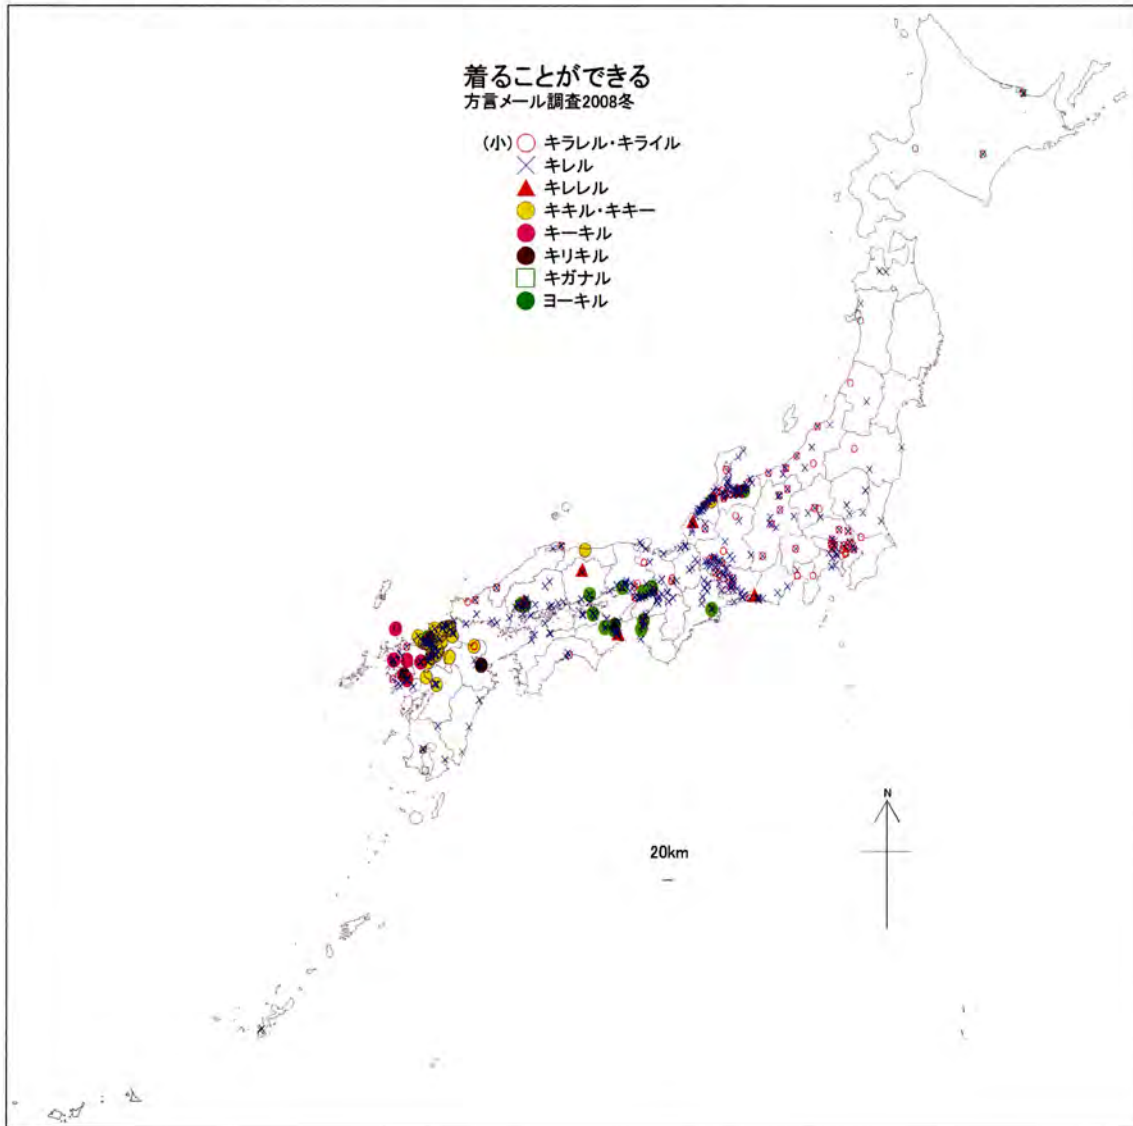 着ることができる
方言メール調査2008冬
(小) キラレル・キライル
キレル
キレレル
キキル・キキー
キーキル
キリキル
キガナル
ヨーキル
N
20km